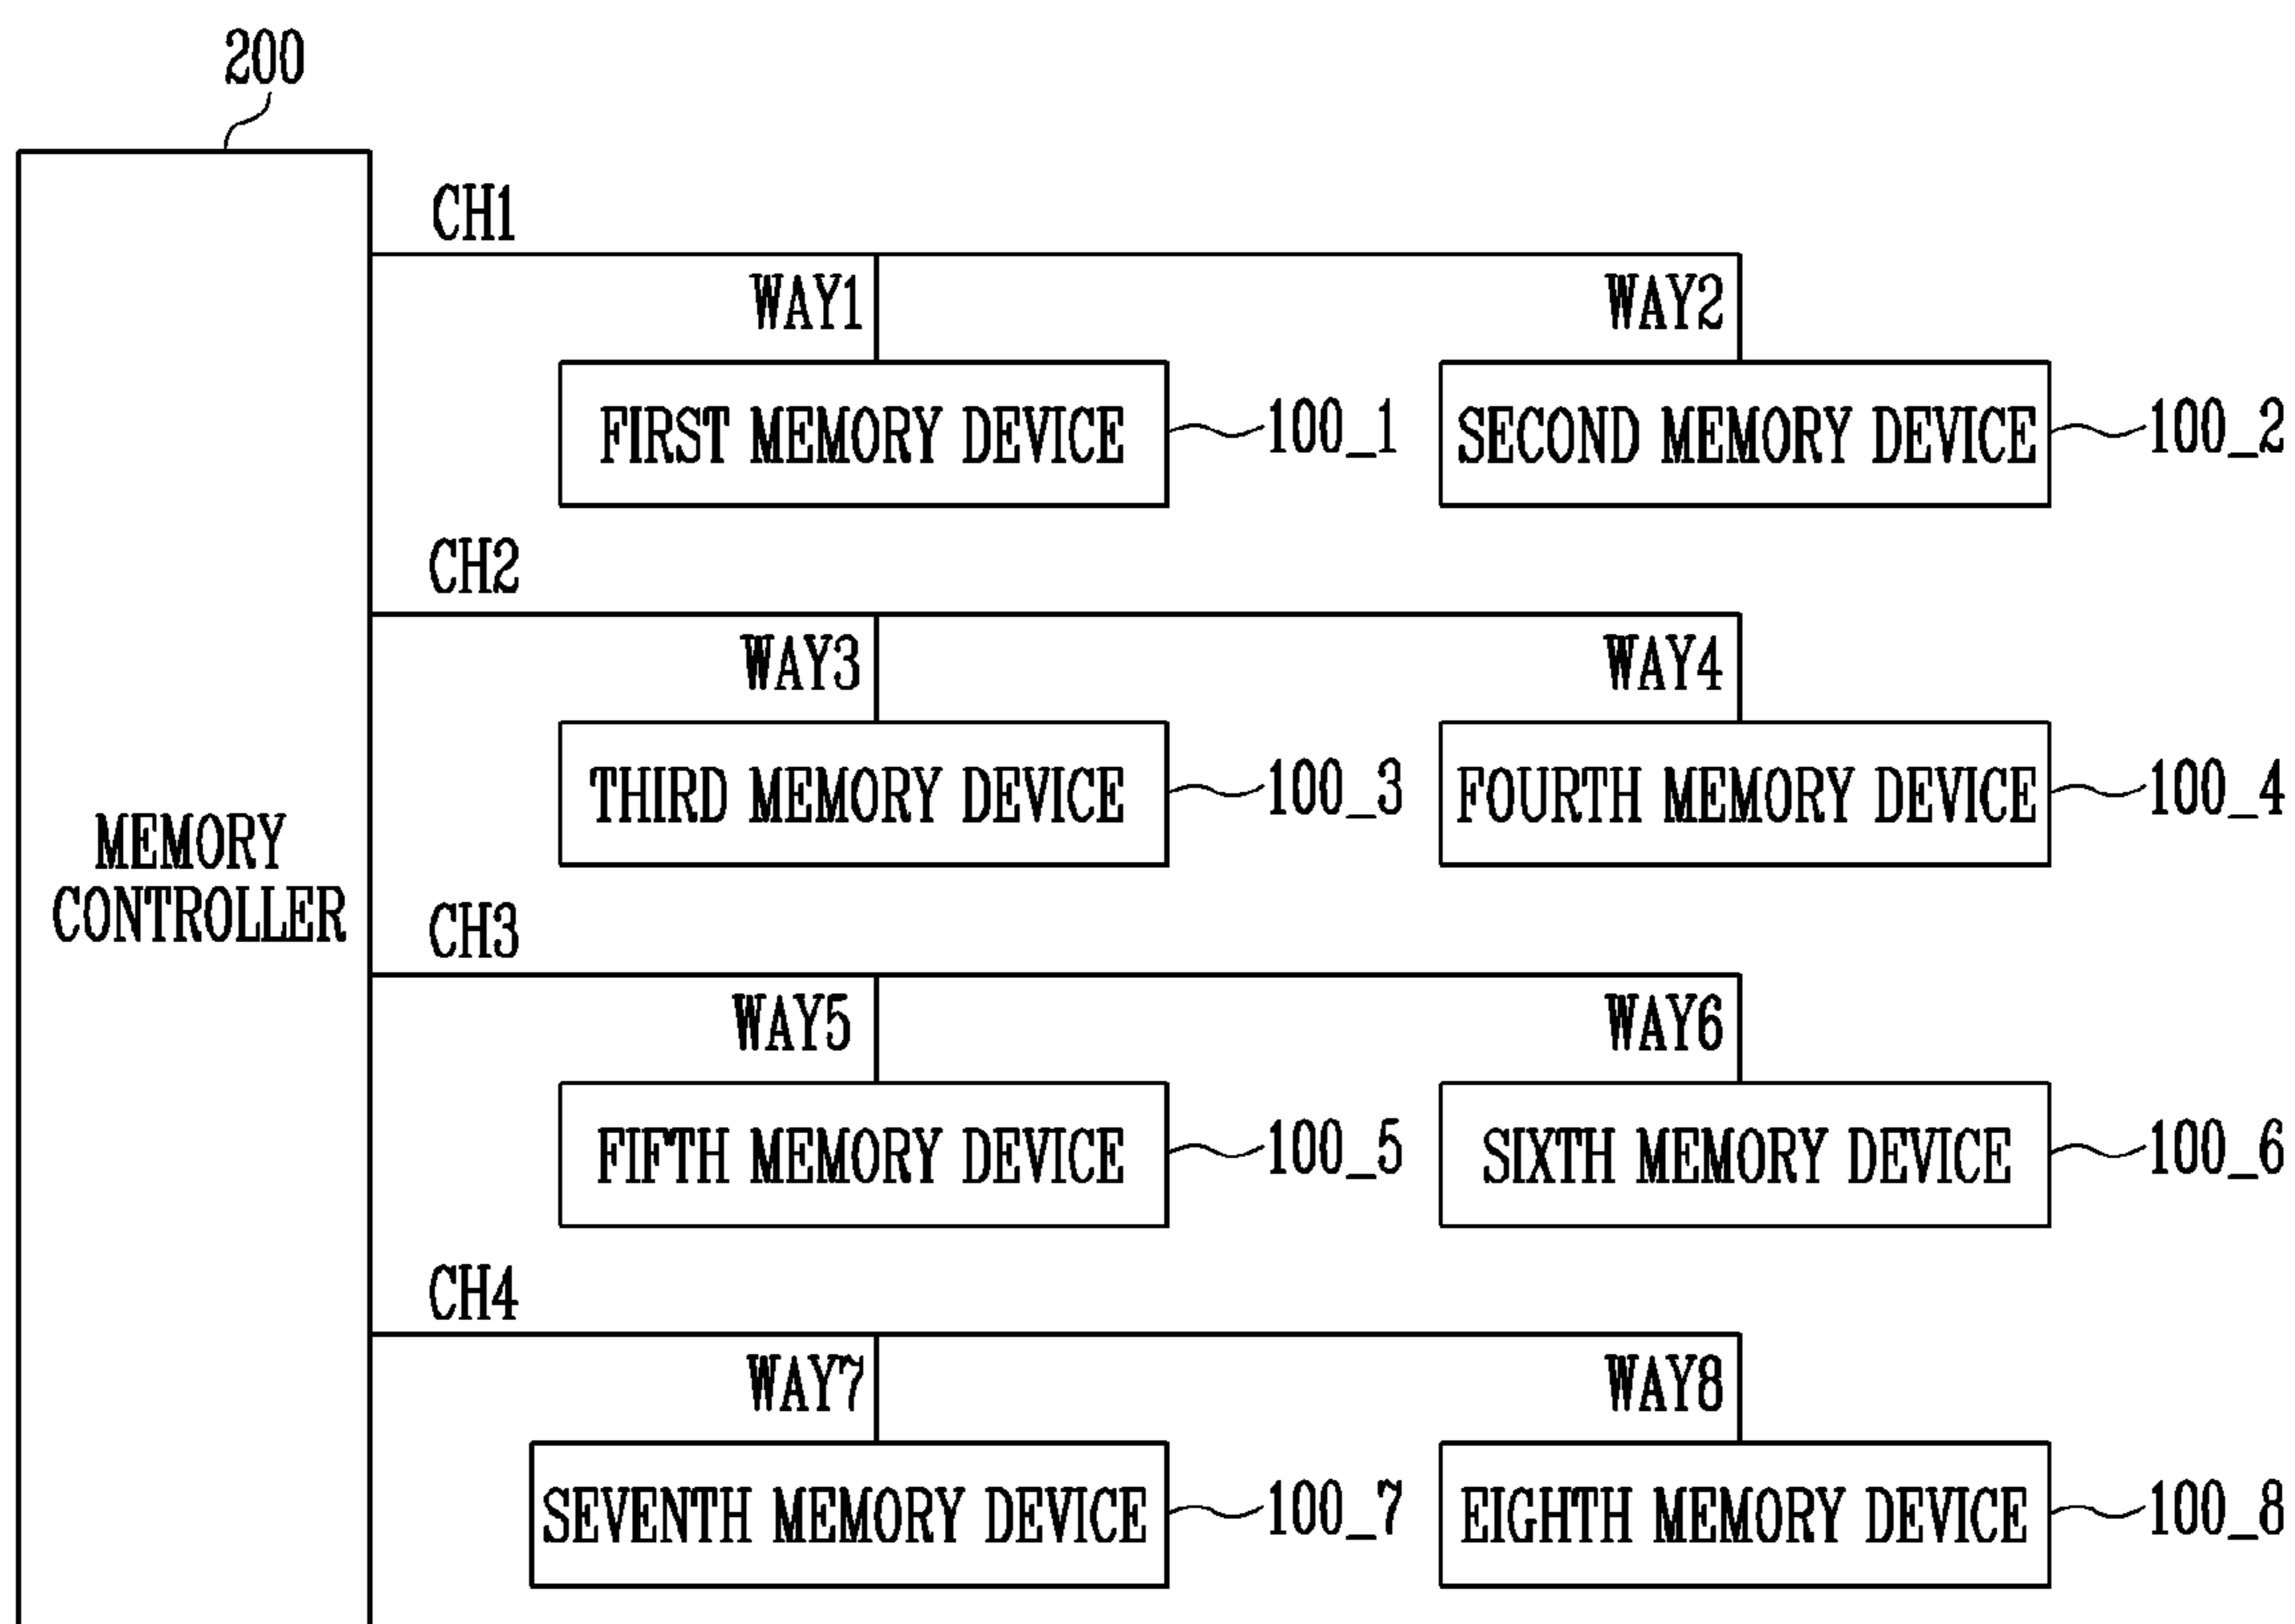 200
CH1
WAY1
WAY2
FIRST MEMORY DEVICE
100_1
SECOND MEMORY DEVICE
100_2
CH2
WAY3
WAY4
THIRD MEMORY DEVICE
100_3
FOURTH MEMORY DEVICE
100_4
MEMORY
CONTROLLER
CH3
WAY5
WAY6
FIFTH MEMORY DEVICE
100_5
SIXTH MEMORY DEVICE
100_6
CH4
WAY7
WAY8
SEVENTH MEMORY DEVICE
100_7
EIGHTH MEMORY DEVICE
100_8